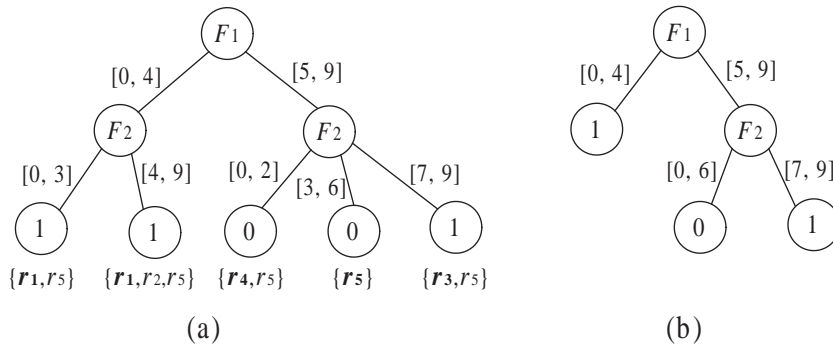 F1 F1
[0, 4] [5, 9] [0, 4] [5, 9]
F2 F2 1 F2
[0, 3] [4, 9] [0, 2] [3, 6] [7, 9] [0, 6] [7, 9]
1 1 0 0 1 0 1
{r1,r5} {r1,r2,r5} {r4,r5} {r5} {r3,r5}
(a) (b)